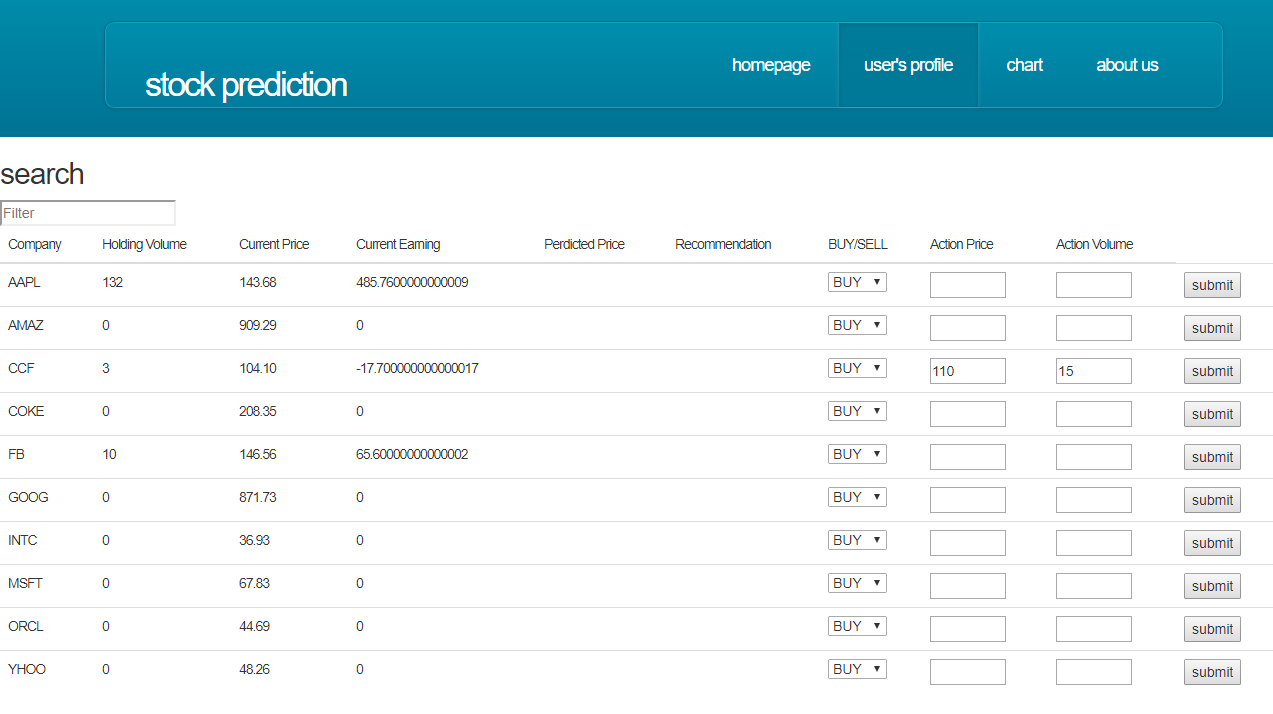 homepage user's profile chart about us
stock prediction
search
Filter
Company Holding Volume Current Price Current Earning Perdicted Price Recommendation BUY/SELL Action Price Action Volume
AAPL 132 143.68 485.7600000000009 BUY submit
AMAZ 0 909.29 0 BUY submit
CCF 3 104.10 -17.700000000000017 BUY 110 15 submit
COKE 0 208.35 0 BUY submit
FB 10 146.56 65.60000000000002 BUY submit
GOOG 0 871.73 0 BUY submit
INTC 0 36.93 0 BUY submit
MSFT 0 67.83 0 BUY submit
ORCL 0 44.69 0 BUY submit
YHOO 0 48.26 0 BUY submit